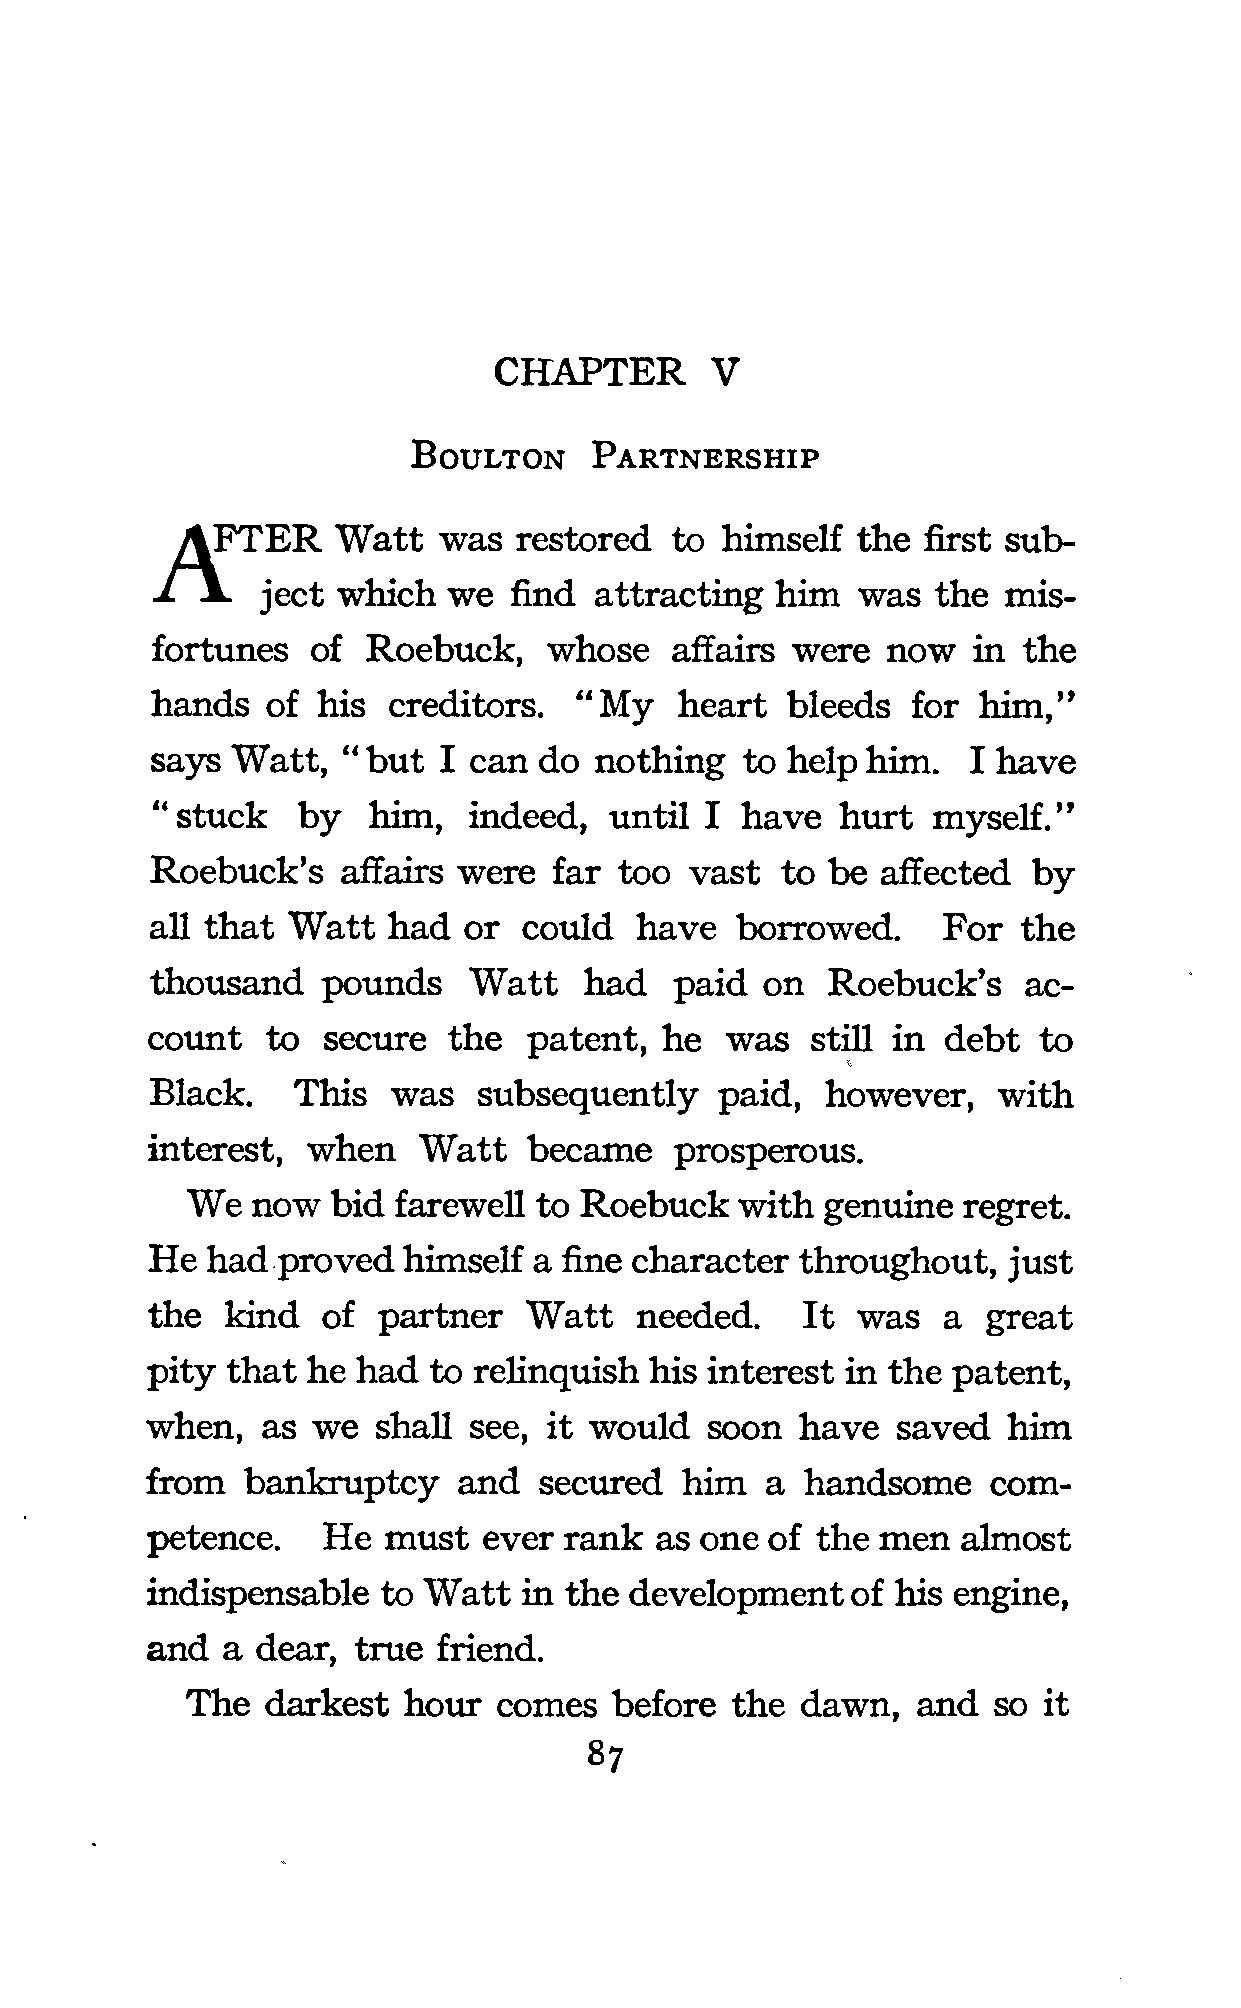 CHAPTER V
BOULTON PARTNERSHIP
AFTER Watt was restored to himself the first sub-
ject which we find attracting him was the mis-
fortunes of Roebuck, whose affairs were now in the
hands of his creditors. "My heart bleeds for him,"
says Watt, "but I can do nothing to help him. I have
"stuck by him, indeed, until I have hurt myself."
Roebuck's affairs were far too vast to be affected by
all that Watt had or could have borrowed. For the
thousand pounds Watt had paid on Roebuck's ac-
count to secure the patent, he was still in debt to
Black. This was subsequently paid, however, with
interest, when Watt became prosperous.
We now bid farewell to Roebuck with genuine regret.
He had proved himself a fine character throughout, just
the kind of partner Watt needed. It was a great
pity that he had to relinquish his interest in the patent,
when, as we shall see, it would soon have saved him
from bankruptcy and secured him a handsome com-
petence. He must ever rank as one of the men almost
indispensable to Watt in the development of his engine,
and a dear, true friend.
The darkest hour comes before the dawn, and so it
87